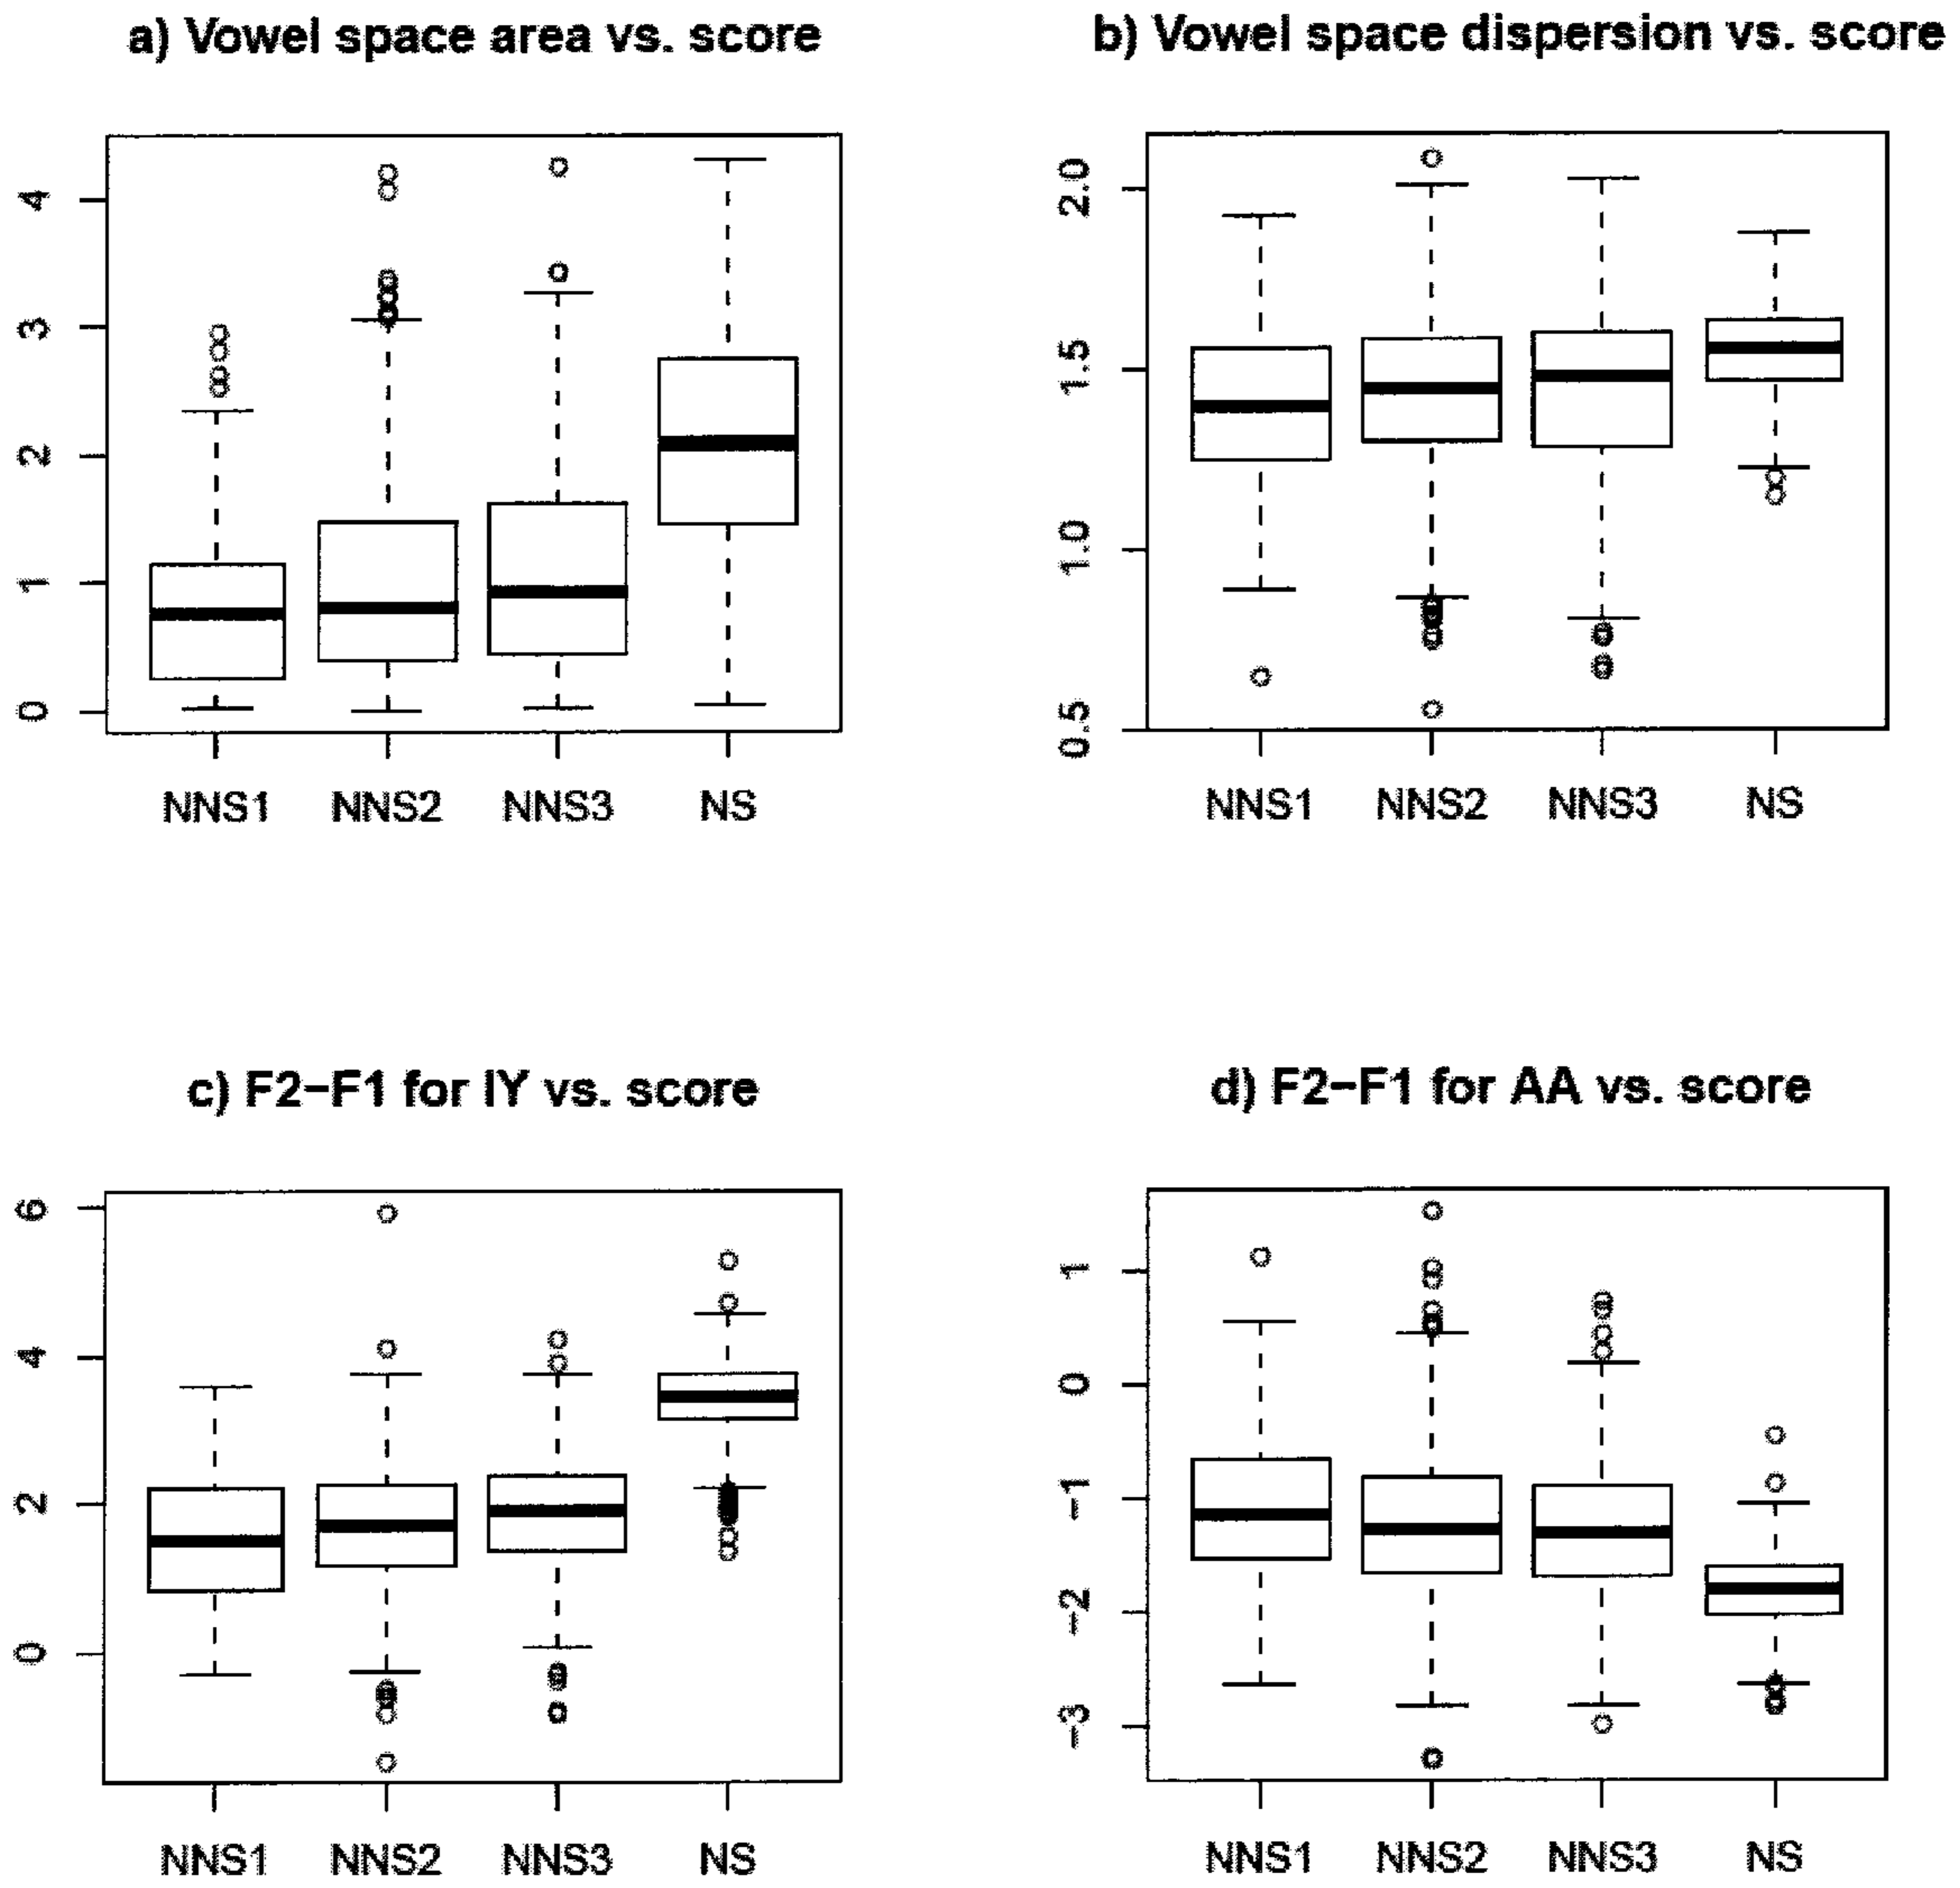 a) Vowel space area vs. score
4
3
2
1
0
NNS1 NNS2 NNS3 NS
b) Vowel space dispersion vs. score
2.0
1.5
1.0
0.5
NNS1 NNS2 NNS3 NS
c) F2−F1 for IY vs. score
6
4
2
0
NNS1 NNS2 NNS3 NS
d) F2−F1 for AA vs. score
1
0
−1
−2
−3
NNS1 NNS2 NNS3 NS